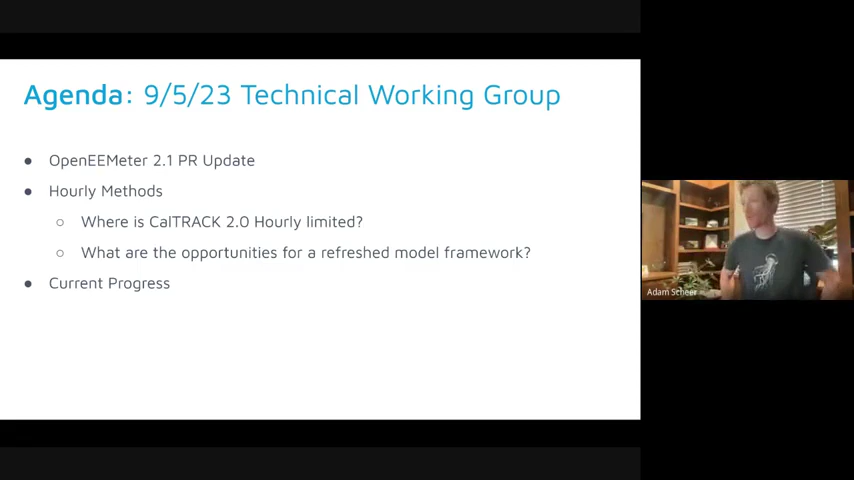 Agenda: 9/5/23 Technical Working Group
● OpenEEMeter 2.1 PR Update
● Hourly Methods
○ Where is CalTRACK 2.0 Hourly limited?
○ What are the opportunities for a refreshed model framework?
● Current Progress
Adam Scheer